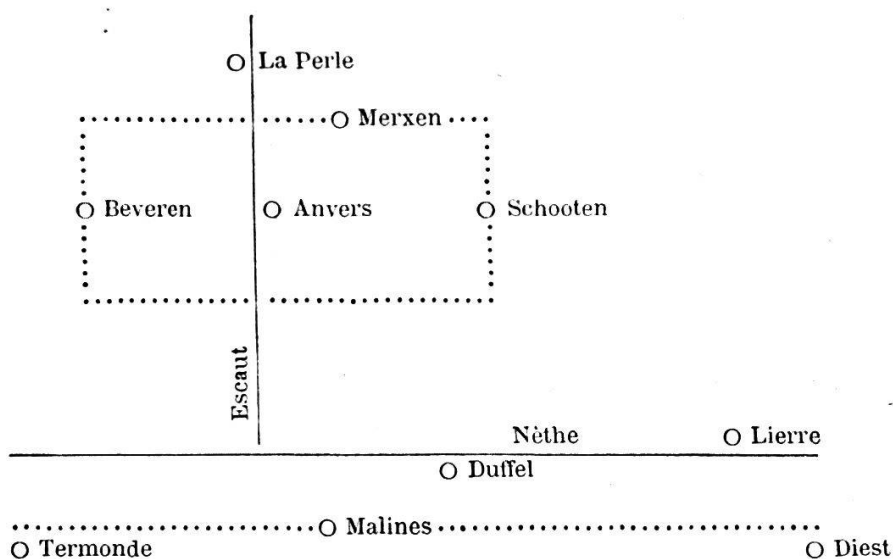 La Perle
Merxen
Beveren Anvers Schooten
Escaut
Nèthe Lierre
Duffel
Malines
Termonde Diest